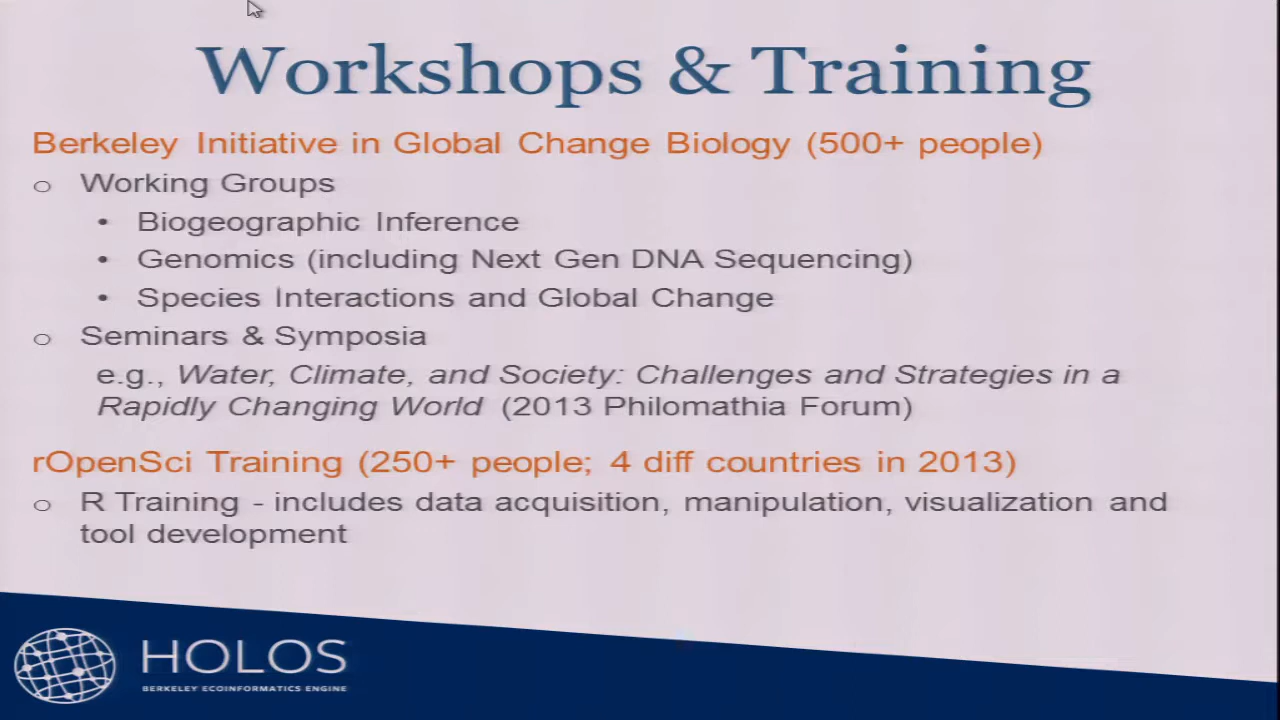 Workshops & Training
Berkeley Initiative in Global Change Biology (500+ people)
o Working Groups
• Biogeographic Inference
• Genomics (including Next Gen DNA Sequencing)
• Species Interactions and Global Change
o Seminars & Symposia
e.g., Water, Climate, and Society: Challenges and Strategies in a
Rapidly Changing World (2013 Philomathia Forum)
rOpenSci Training (250+ people; 4 diff countries in 2013)
o R Training - includes data acquisition, manipulation, visualization and
tool development
HOLOS
BERKELEY ECOINFORMATICS ENGINE